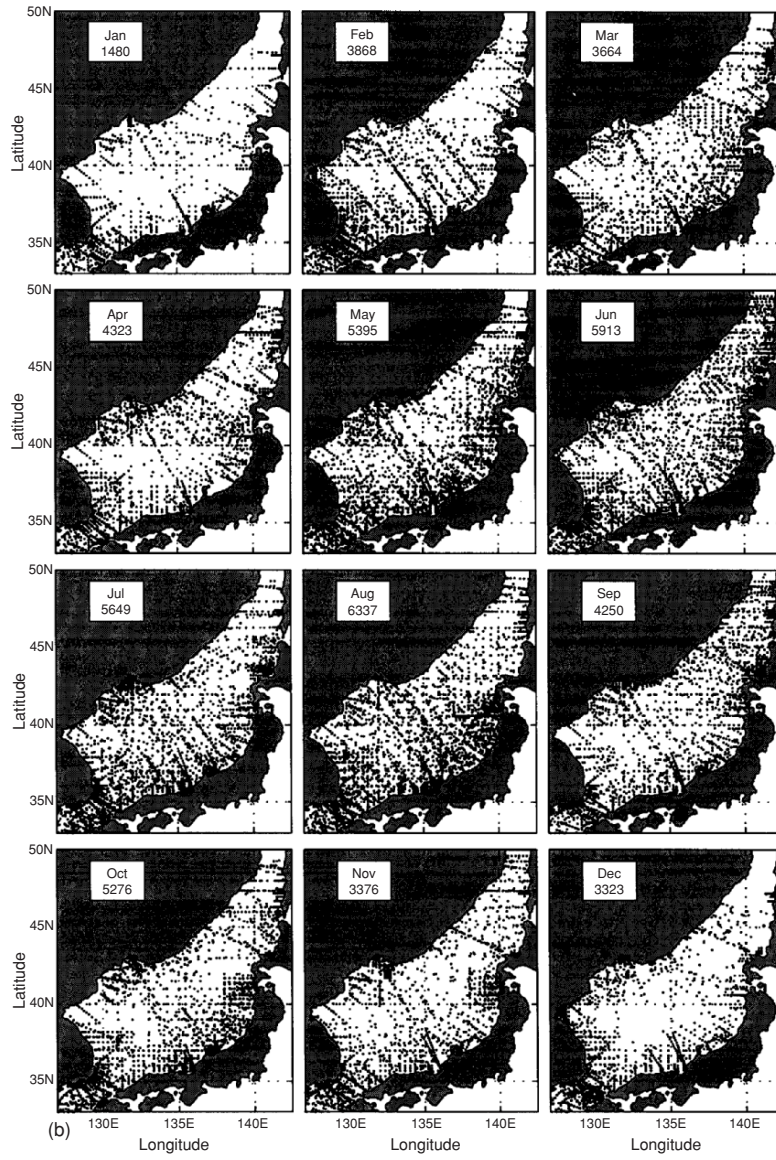 50N
Jan
1480
Feb
3868
Mar
3664
45N
Latitude
40N
35N
50N
Apr
4323
May
5395
Jun
5913
45N
Latitude
40N
35N
50N
Jul
5649
Aug
6337
Sep
4250
45N
Latitude
40N
35N
50N
Oct
5276
Nov
3376
Dec
3323
45N
Latitude
40N
35N
(b)
130E 135E 140E
130E 135E 140E
130E 135E 140E
Longitude
Longitude
Longitude